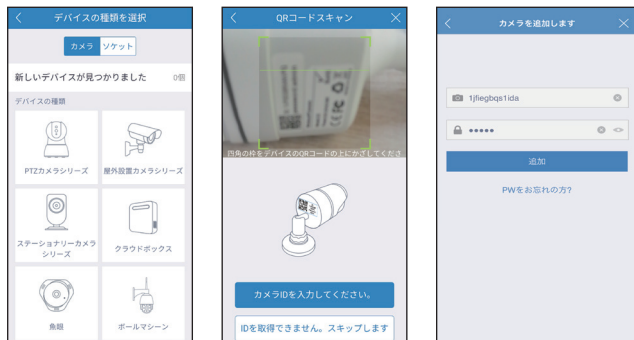 デバイスの種類を選択
カメラ ソケット
新しいデバイスが見つかりました 0個
デバイスの種類
PTZカメラシリーズ
屋外設置カメラシリーズ
ステーショナリーカメラ
シリーズ
クラウドボックス
魚眼
ボールマシーン
QRコードスキャン
四角の枠をデバイスのQRコードの上にかざしてくださ
カメラIDを入力してください。
IDを取得できません。スキップします
カメラを追加します
1jfiegbqs1ida
•••••
追加
PWをお忘れの方?